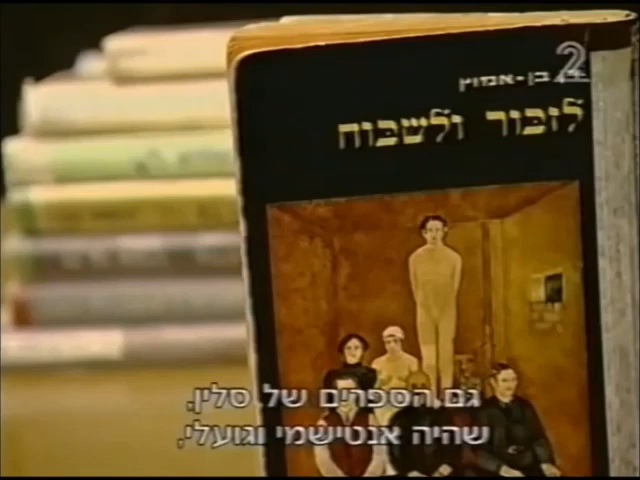 2
בן-אמוץ
לזכור ולשכוח
גם הספרים של סלין,
שהיה אנטישמי וגועלי,